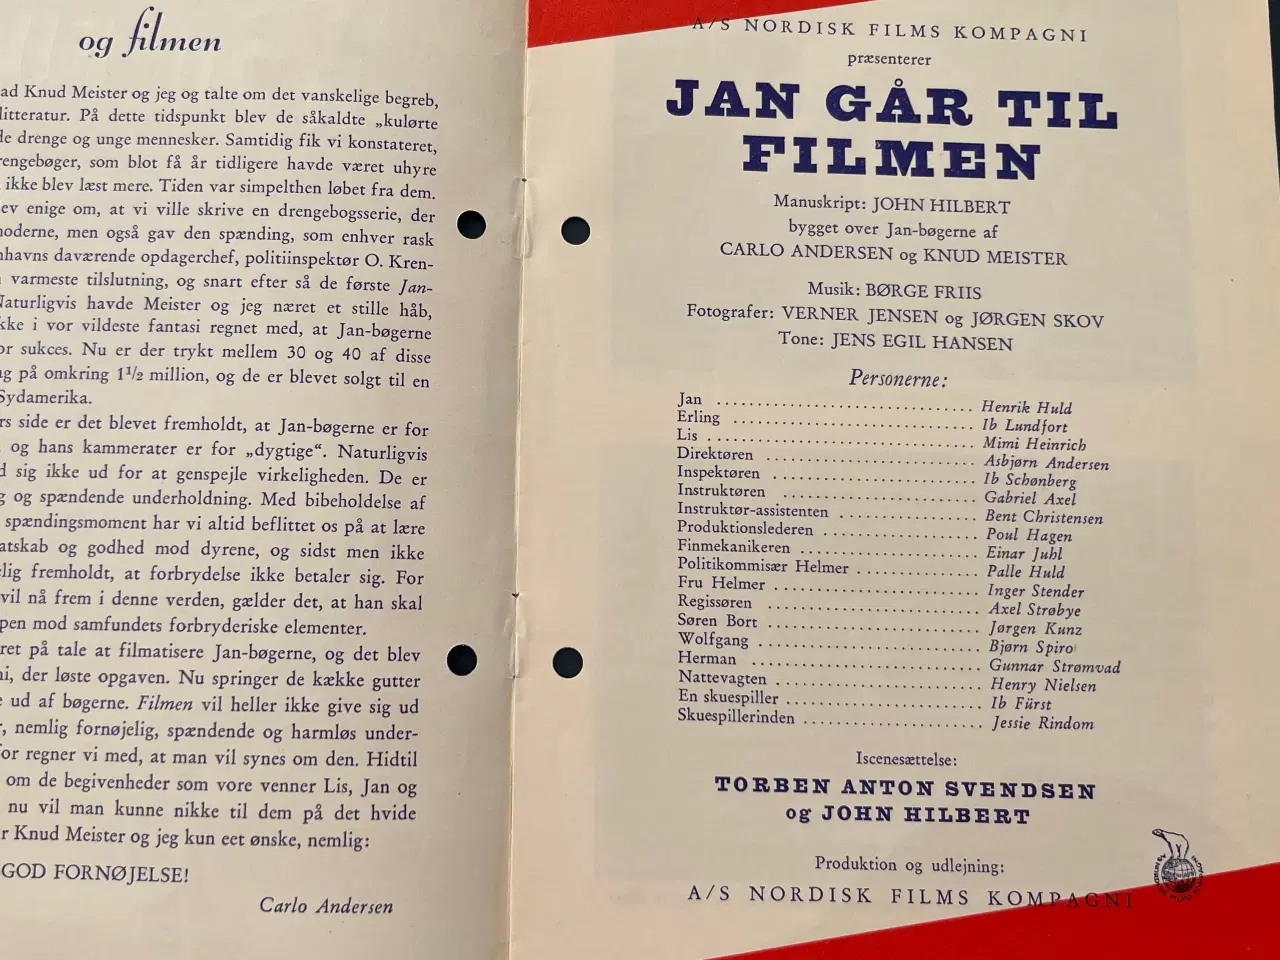 og filmen
ad Knud Meister og jeg og talte om det vanskelige begreb,
litteratur. På dette tidspunkt blev de såkaldte „kulørte
de drenge og unge mennesker. Samtidig fik vi konstateret,
rengebøger, som blot få år tidligere havde været uhyre
ikke blev læst mere. Tiden var simpelthen løbet fra dem.
ev enige om, at vi ville skrive en drengebogsserie, der
moderne, men også gav den spænding, som enhver rask
nhavns daværende opdagerchef, politiinspektør O. Kren-
varmeste tilslutning, og snart efter så de første Jan-
Naturligvis havde Meister og jeg næret et stille håb,
kke i vor vildeste fantasi regnet med, at Jan-bøgerne
or sukces. Nu er der trykt mellem 30 og 40 af disse
ag på omkring 1½ million, og de er blevet solgt til en
Sydamerika.
rs side er det blevet fremholdt, at Jan-bøgerne er for
og hans kammerater er for „dygtige“. Naturligvis
d sig ikke ud for at genspejle virkeligheden. De er
g og spændende underholdning. Med bibeholdelse af
spændingsmoment har vi altid beflittet os på at lære
atskab og godhed mod dyrene, og sidst men ikke
elig fremholdt, at forbrydelse ikke betaler sig. For
vil nå frem i denne verden, gælder det, at han skal
pen mod samfundets forbryderiske elementer.
ret på tale at filmatisere Jan-bøgerne, og det blev
ni, der løste opgaven. Nu springer de kække gutter
e ud af bøgerne. Filmen vil heller ikke give sig ud
r, nemlig fornøjelig, spændende og harmløs under-
for regner vi med, at man vil synes om den. Hidtil
om de begivenheder som vore venner Lis, Jan og
nu vil man kunne nikke til dem på det hvide
r Knud Meister og jeg kun eet ønske, nemlig:
GOD FORNØJELSE!
Carlo Andersen
A/S NORDISK FILMS KOMPAGNI
præsenterer
JAN GÅR TIL
FILMEN
Manuskript: JOHN HILBERT
bygget over Jan-bøgerne af
CARLO ANDERSEN og KNUD MEISTER
Musik: BØRGE FRIIS
Fotografer: VERNER JENSEN og JØRGEN SKOV
Tone: JENS EGIL HANSEN
Personerne:
Jan ............................ Henrik Huld
Erling ............................ Ib Lundfort
Lis ............................ Mimi Heinrich
Direktøren ........................ Asbjørn Andersen
Inspektøren ........................ Ib Schønberg
Instruktøren ........................ Gabriel Axel
Instruktør-assistenten ................ Bent Christensen
Produktionslederen .................. Poul Hagen
Finmekanikeren .................... Einar Juhl
Politikommisær Helmer .............. Palle Huld
Fru Helmer ........................ Inger Stender
Regissøren ........................ Axel Strøbye
Søren Bort ........................ Jørgen Kunz
Wolfgang ........................ Bjørn Spiro
Herman ........................ Gunnar Strømvad
Nattevagten ........................ Henry Nielsen
En skuespiller ...................... Ib Fürst
Skuespillerinden .................... Jessie Rindom
Iscenesættelse:
TORBEN ANTON SVENDSEN
og JOHN HILBERT
Produktion og udlejning:
A/S NORDISK FILMS KOMPAGNI